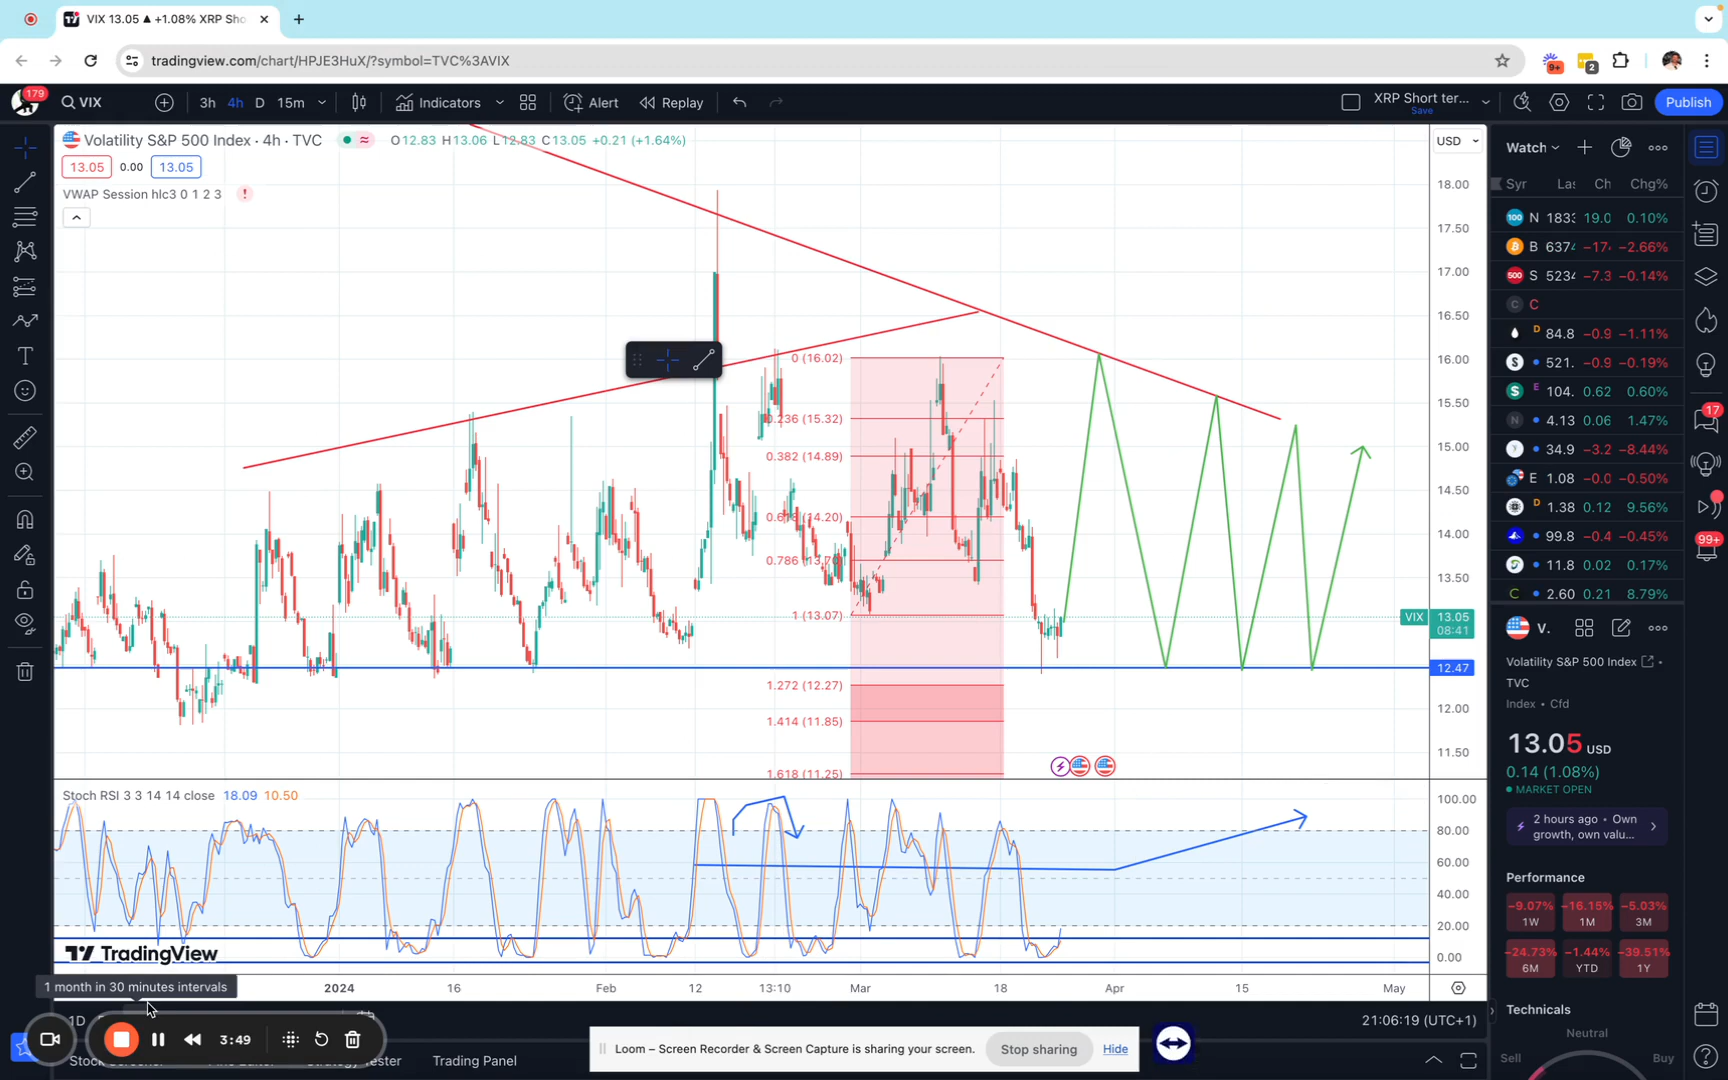 VIX 13.05 ▲ +1.08% XRP Sho
tradingview.com/chart/HPJE3HuX/?symbol=TVC%3AVIX
9+
2
179
VIX
3h
4h
D
15m
Indicators
Alert
Replay
XRP Short ter...
Save
Publish
Volatility S&P 500 Index · 4h · TVC
O12.83 H13.06 L12.83 C13.05 +0.21 (+1.64%)
13.05
0.00
13.05
VWAP Session hlc3 0 1 2 3
USD
18.00
17.50
17.00
16.50
16.00
15.50
15.00
14.50
14.00
13.50
VIX
13.05
08:41
12.47
12.00
11.50
0 (16.02)
0.236 (15.32)
0.382 (14.89)
0.618 (14.20)
0.786 (13.70)
1 (13.07)
1.272 (12.27)
1.414 (11.85)
1.618 (11.25)
Stoch RSI 3 3 14 14 close 18.09 10.50
100.00
80.00
60.00
40.00
20.00
0.00
TradingView
1 month in 30 minutes intervals
2024
16
Feb
12
13:10
Mar
18
Apr
15
May
1D
21:06:19 (UTC+1)
3:49
Loom – Screen Recorder & Screen Capture is sharing your screen.
Stop sharing
Hide
Trading Panel
Watch
Chg%
N 1833 19.0 0.10%
B 6374 −17 −2.66%
S 5234 −7.3 −0.14%
C
D 84.8 −0.9 −1.11%
521. −0.9 −0.19%
E 104. 0.62 0.60%
N 4.13 0.06 1.47%
34.9 −3.2 −8.44%
E 1.08 −0.0 −0.50%
D 1.38 0.12 9.56%
99.8 −0.4 −0.45%
11.8 0.02 0.17%
C 2.60 0.21 8.79%
V.
Volatility S&P 500 Index
TVC
Index • Cfd
13.05 USD
0.14 (1.08%)
MARKET OPEN
2 hours ago • Own
growth, own valu...
Performance
−9.07% −16.15% −5.03%
1W 1M 3M
−24.73% −1.44% −39.51%
6M YTD 1Y
Technicals
Neutral
Sell
Buy
17
99+